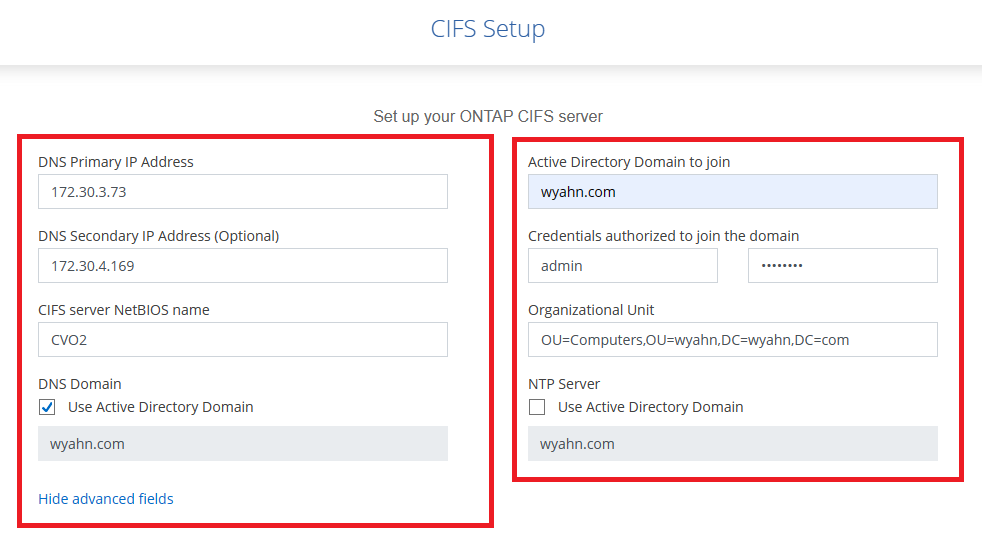 CIFS Setup
Set up your ONTAP CIFS server
DNS Primary IP Address
172.30.3.73
DNS Secondary IP Address (Optional)
172.30.4.169
CIFS server NetBIOS name
CVO2
DNS Domain
Use Active Directory Domain
wyahn.com
Hide advanced fields
Active Directory Domain to join
wyahn.com
Credentials authorized to join the domain
admin ••••••••
Organizational Unit
OU=Computers,OU=wyahn,DC=wyahn,DC=com
NTP Server
Use Active Directory Domain
wyahn.com